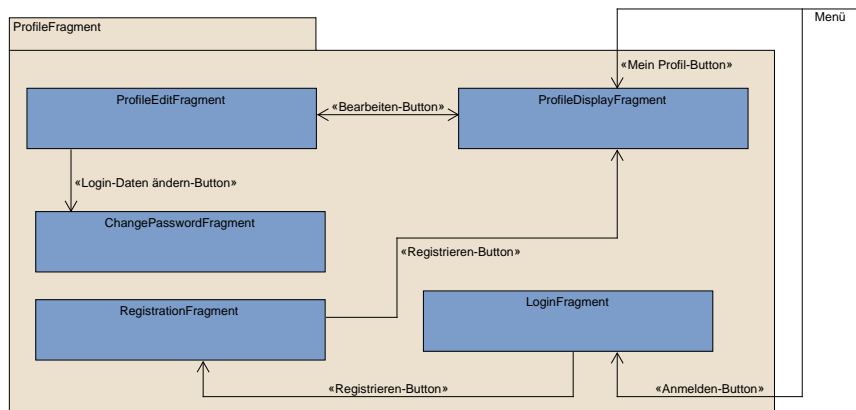 Menü
ProfileFragment
«Mein Profil-Button»
ProfileEditFragment
ProfileDisplayFragment
«Bearbeiten-Button»
«Login-Daten ändern-Button»
ChangePasswordFragment
«Registrieren-Button»
RegistrationFragment
LoginFragment
«Registrieren-Button»
«Anmelden-Button»